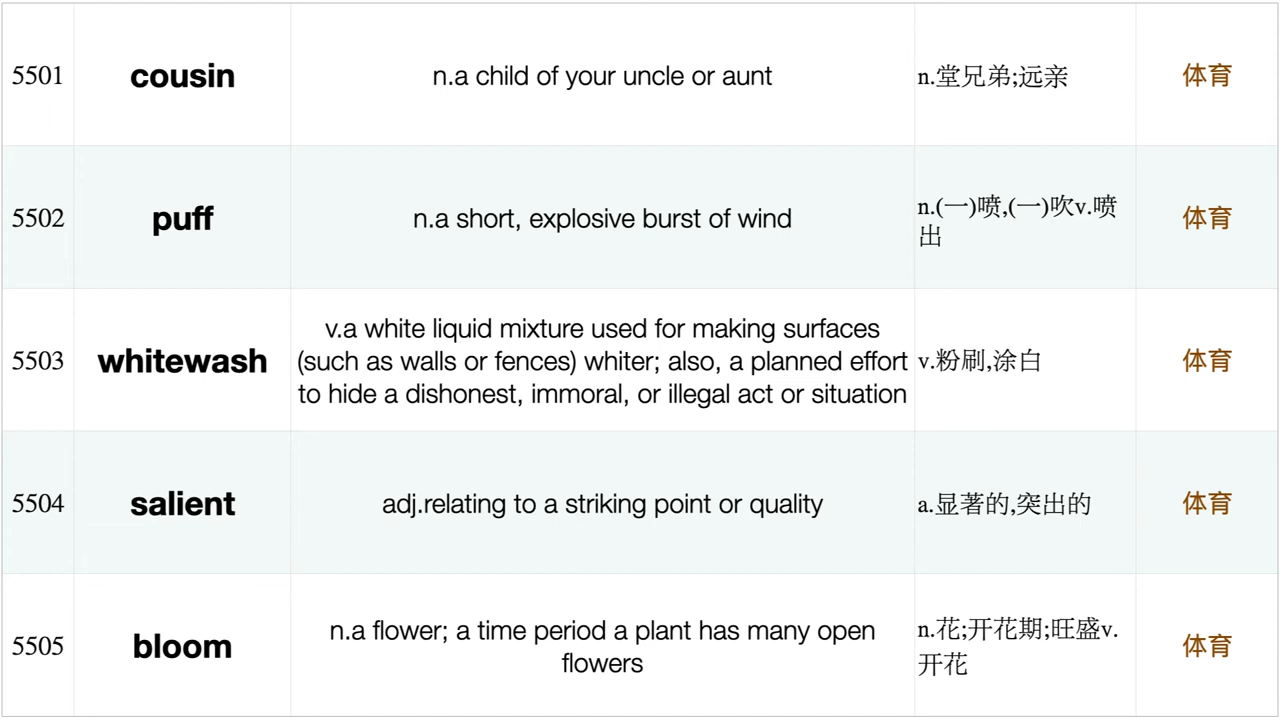 5501 cousin n.a child of your uncle or aunt n.堂兄弟;远亲 体育
5502 puff n.a short, explosive burst of wind n.(一)喷,(一)吹v.喷
出 体育
5503 whitewash v.a white liquid mixture used for making surfaces
(such as walls or fences) whiter; also, a planned effort
to hide a dishonest, immoral, or illegal act or situation v.粉刷,涂白 体育
5504 salient adj.relating to a striking point or quality a.显著的,突出的 体育
5505 bloom n.a flower; a time period a plant has many open
flowers n.花;开花期;旺盛v.
开花 体育